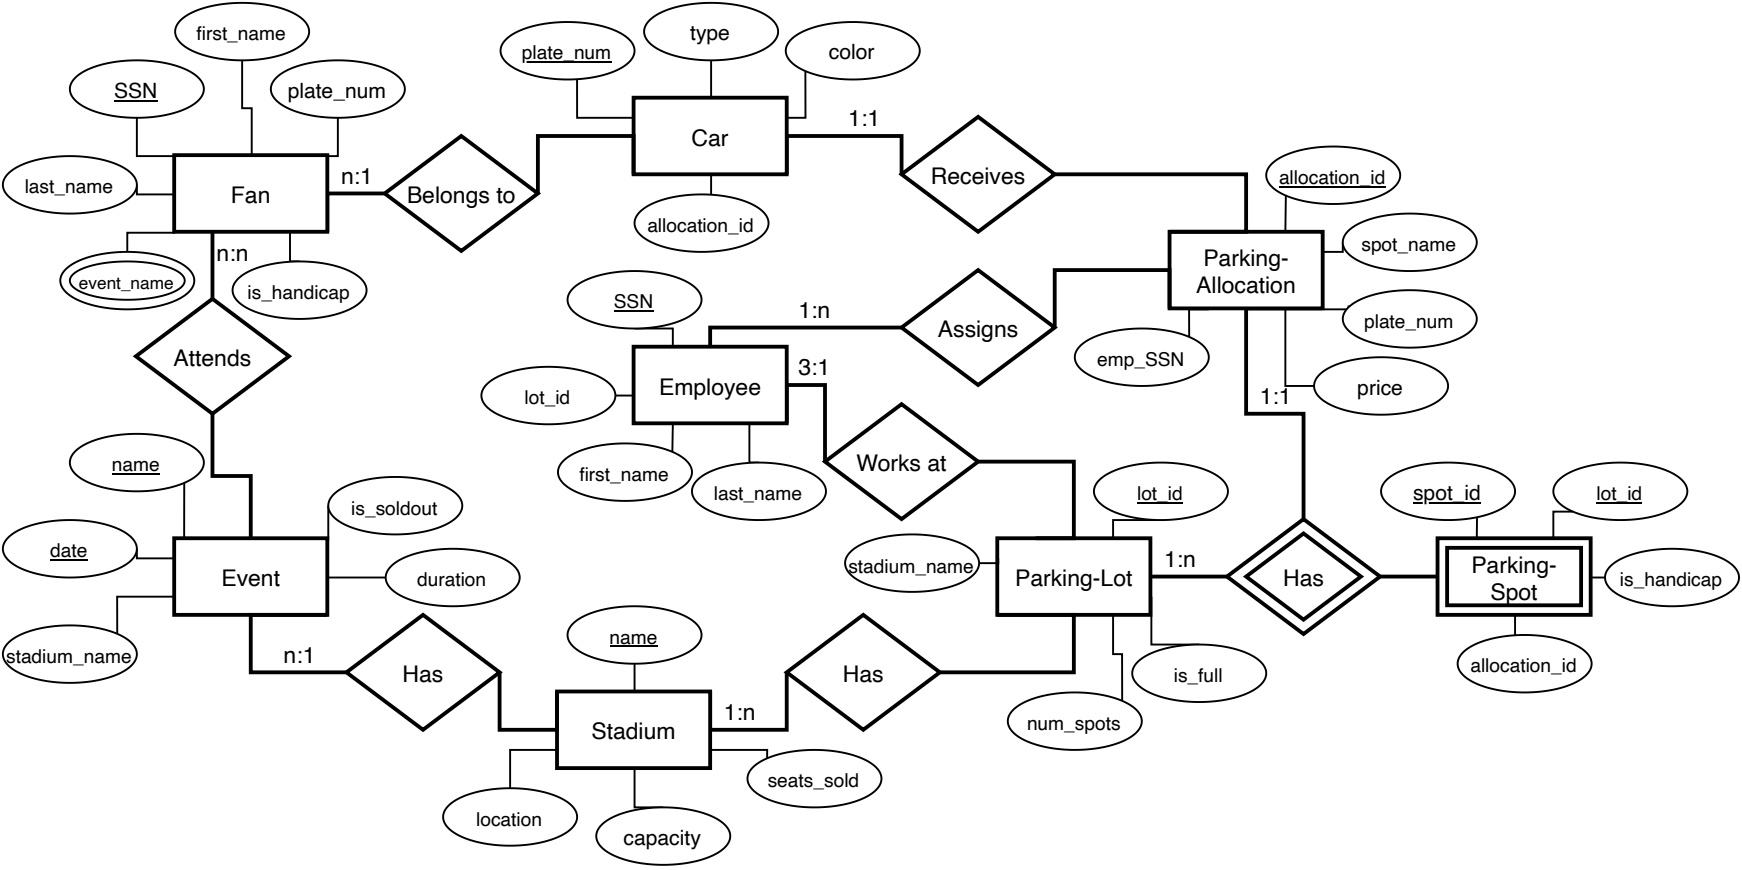 first_name
type
plate_num
color
SSN
plate_num
1:1
Car
last_name
Fan
n:1
Belongs to
Receives
allocation_id
allocation_id
n:n
event_name
is_handicap
spot_name
Parking-
Allocation
SSN
1:n
Assigns
plate_num
emp_SSN
price
Attends
3:1
Employee
lot_id
1:1
name
first_name
last_name
Works at
lot_id
spot_id
lot_id
is_soldout
date
Event
duration
stadium_name
Parking-Lot
1:n
Has
Parking-
Spot
is_handicap
stadium_name
n:1
Has
name
Has
is_full
allocation_id
1:n
Stadium
num_spots
seats_sold
location
capacity